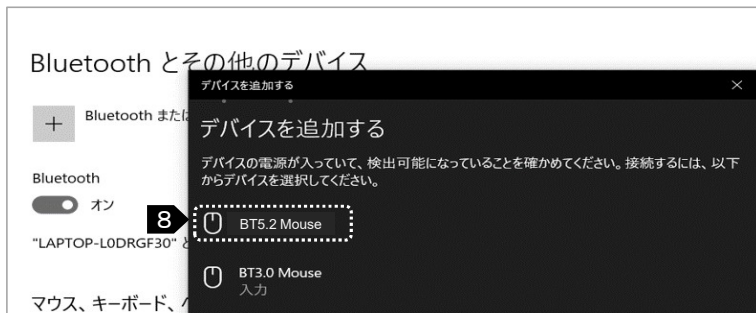 Bluetooth とその他のデバイス
デバイスを追加する
Bluetooth または
デバイスを追加する
デバイスの電源が入っていて、検出可能になっていることを確かめてください。接続するには、以下
からデバイスを選択してください。
Bluetooth
オン
8
BT5.2 Mouse
"LAPTOP-L0DRGF30" と
BT3.0 Mouse
入力
マウス、キーボード、